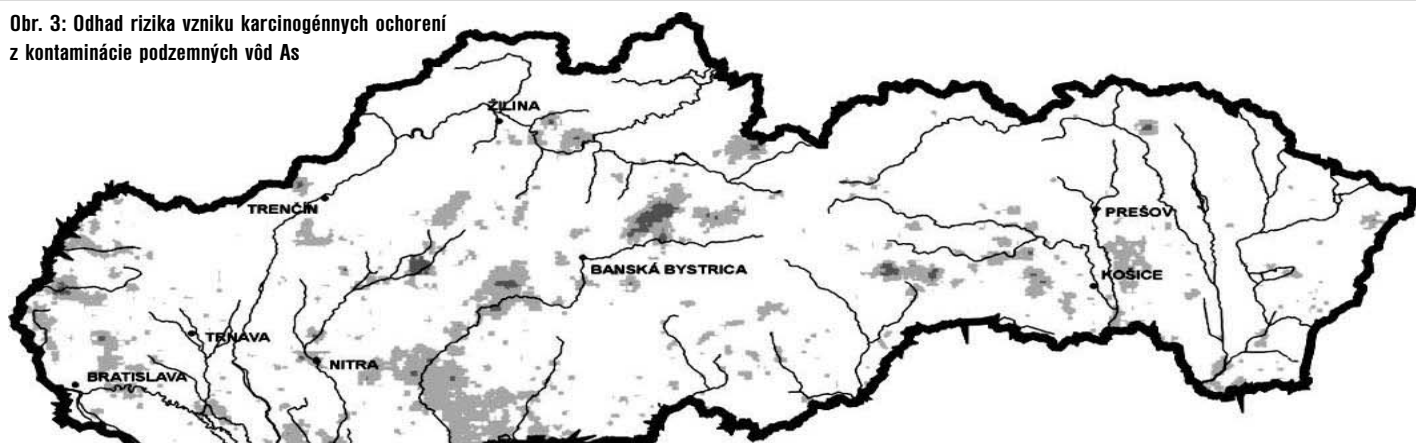 Obr. 3: Odhad rizika vzniku karcinogénnych ochorení
z kontaminácie podzemných vôd As
ŽILINA
TRENČÍN
PREŠOV
BANSKÁ BYSTRICA
KOŠICE
TRNAVA
NITRA
BRATISLAVA